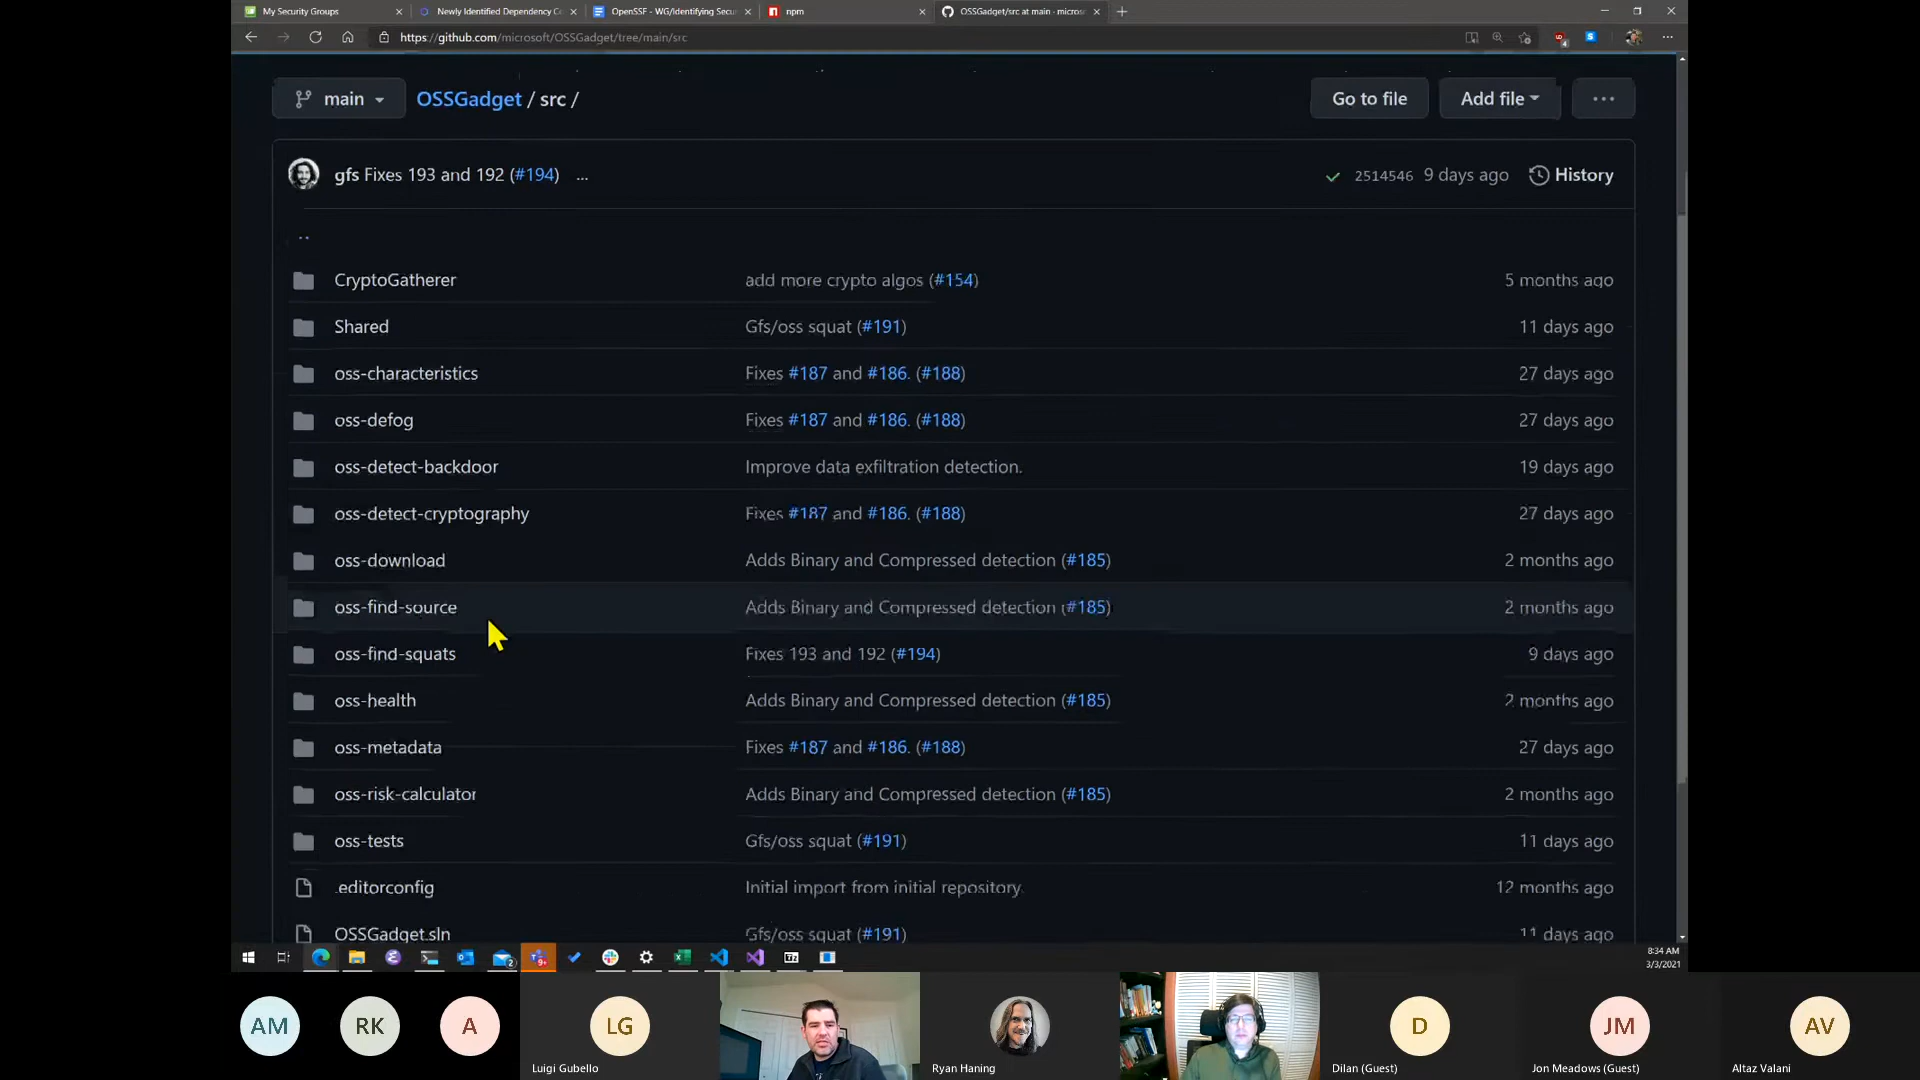 My Security Groups
Newly Identified Dependency C
OpenSSF - WG/Identifying Secu
npm
OSSGadget/src at main · micros
https://github.com/microsoft/OSSGadget/tree/main/src
main
OSSGadget / src /
Go to file
Add file
...
gfs Fixes 193 and 192 (#194) ...
2514546 9 days ago History
..
CryptoGatherer add more crypto algos (#154) 5 months ago
Shared Gfs/oss squat (#191) 11 days ago
oss-characteristics Fixes #187 and #186. (#188) 27 days ago
oss-defog Fixes #187 and #186. (#188) 27 days ago
oss-detect-backdoor Improve data exfiltration detection. 19 days ago
oss-detect-cryptography Fixes #187 and #186. (#188) 27 days ago
oss-download Adds Binary and Compressed detection (#185) 2 months ago
oss-find-source Adds Binary and Compressed detection (#185) 2 months ago
oss-find-squats Fixes 193 and 192 (#194) 9 days ago
oss-health Adds Binary and Compressed detection (#185) 2 months ago
oss-metadata Fixes #187 and #186. (#188) 27 days ago
oss-risk-calculator Adds Binary and Compressed detection (#185) 2 months ago
oss-tests Gfs/oss squat (#191) 11 days ago
.editorconfig Initial import from initial repository. 12 months ago
OSSGadget.sln Gfs/oss squat (#191) 11 days ago
8:34 AM
3/3/2021
AM
RK
A
LG
D
JM
AV
Luigi Gubello
Ryan Haning
Dilan (Guest)
Jon Meadows (Guest)
Altaz Valani